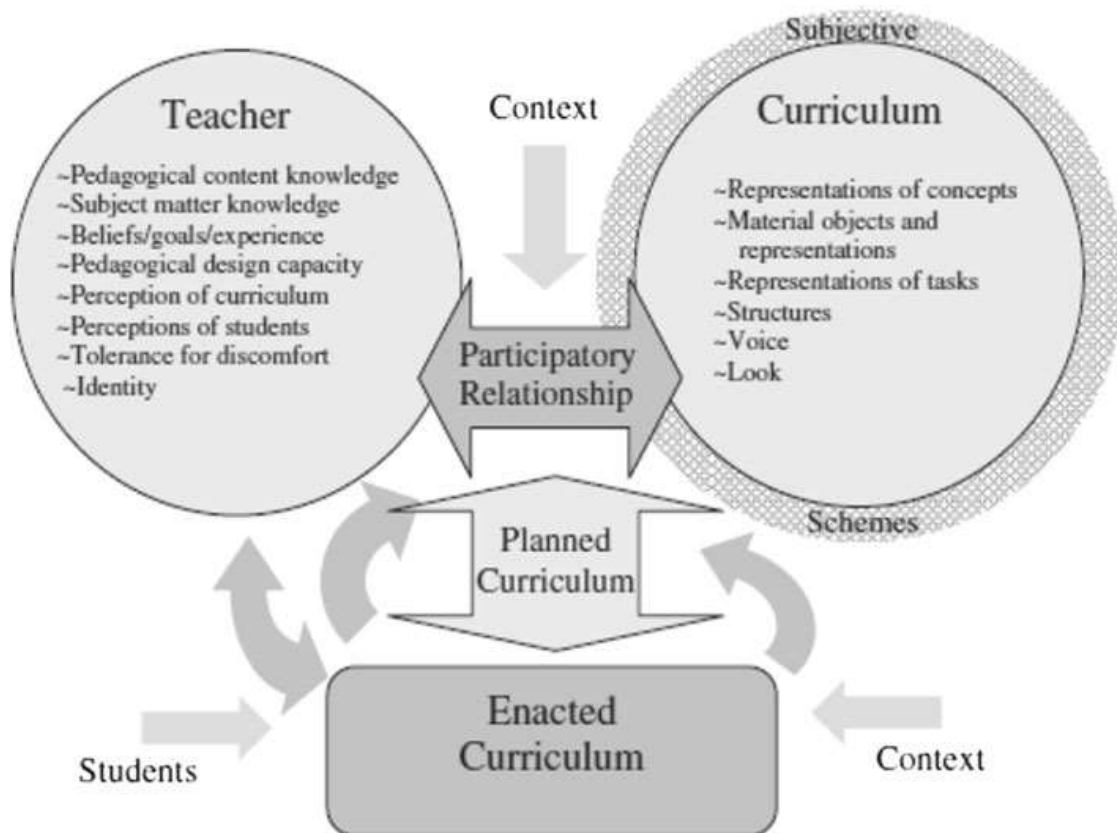 Subjective
Teacher
~Pedagogical content knowledge
~Subject matter knowledge
~Beliefs/goals/experience
~Pedagogical design capacity
~Perception of curriculum
~Perceptions of students
~Tolerance for discomfort
~Identity
Context
Curriculum
~Representations of concepts
~Material objects and
representations
~Representations of tasks
~Structures
~Voice
~Look
Participatory
Relationship
Schemes
Planned
Curriculum
Enacted
Curriculum
Students
Context